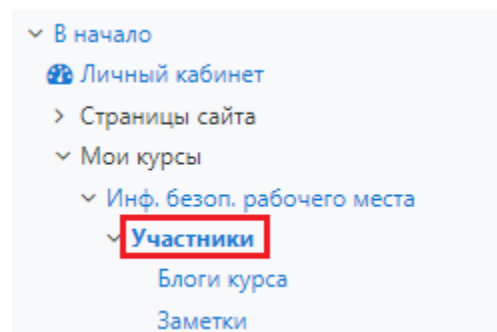 В начало
Личный кабинет
Страницы сайта
Мои курсы
Инф. безоп. рабочего места
Участники
Блоги курса
Заметки